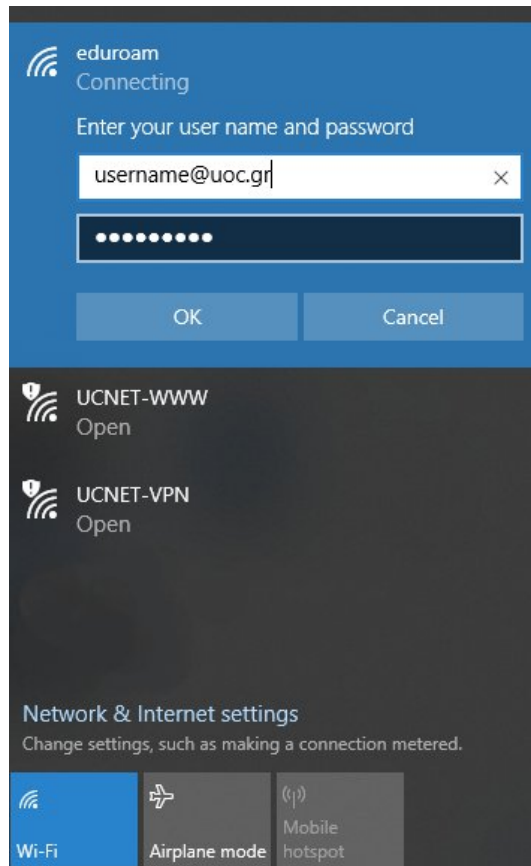 eduroam
Connecting
Enter your user name and password
username@uoc.gr
●●●●●●●●●
OK Cancel
UCNET-WWW
Open
UCNET-VPN
Open
Network & Internet settings
Change settings, such as making a connection metered.
Wi-Fi
Airplane mode
Mobile
hotspot